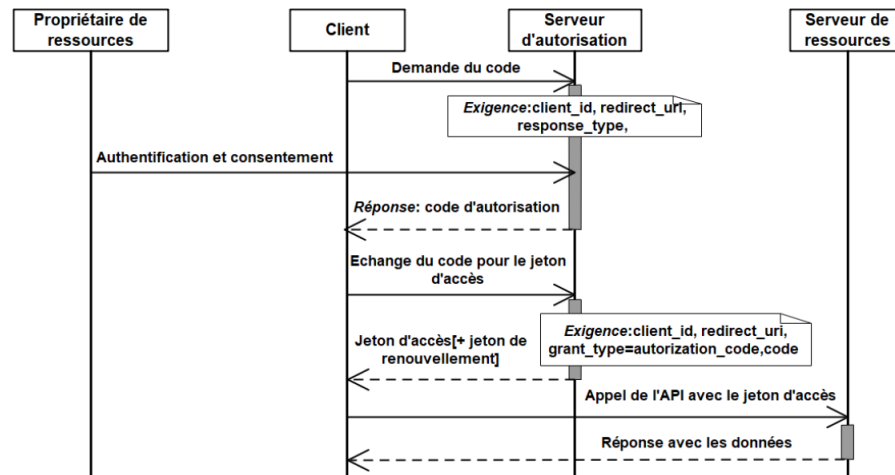 Propriétaire de
ressources
Client
Serveur
d'autorisation
Serveur de
ressources
Demande du code
Exigence:client_id, redirect_uri,
response_type,
Authentification et consentement
Réponse: code d'autorisation
Echange du code pour le jeton
d'accès
Exigence:client_id, redirect_uri,
grant_type=autorization_code,code
Jeton d'accès[+ jeton de
renouvellement]
Appel de l'API avec le jeton d'accès
Réponse avec les données